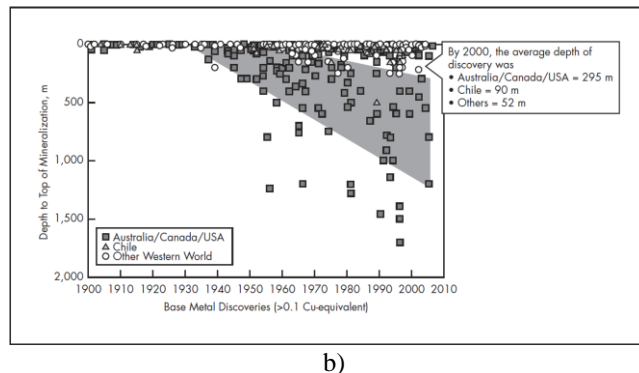 0
500
1,000
1,500
2,000
Depth to Top of Mineralization, m
By 2000, the average depth of
discovery was
• Australia/Canada/USA = 295 m
• Chile = 90 m
• Others = 52 m
Australia/Canada/USA
Chile
Other Western World
1900 1910 1920 1930 1940 1950 1960 1970 1980 1990 2000 2010
Base Metal Discoveries (>0.1 Cu-equivalent)
b)